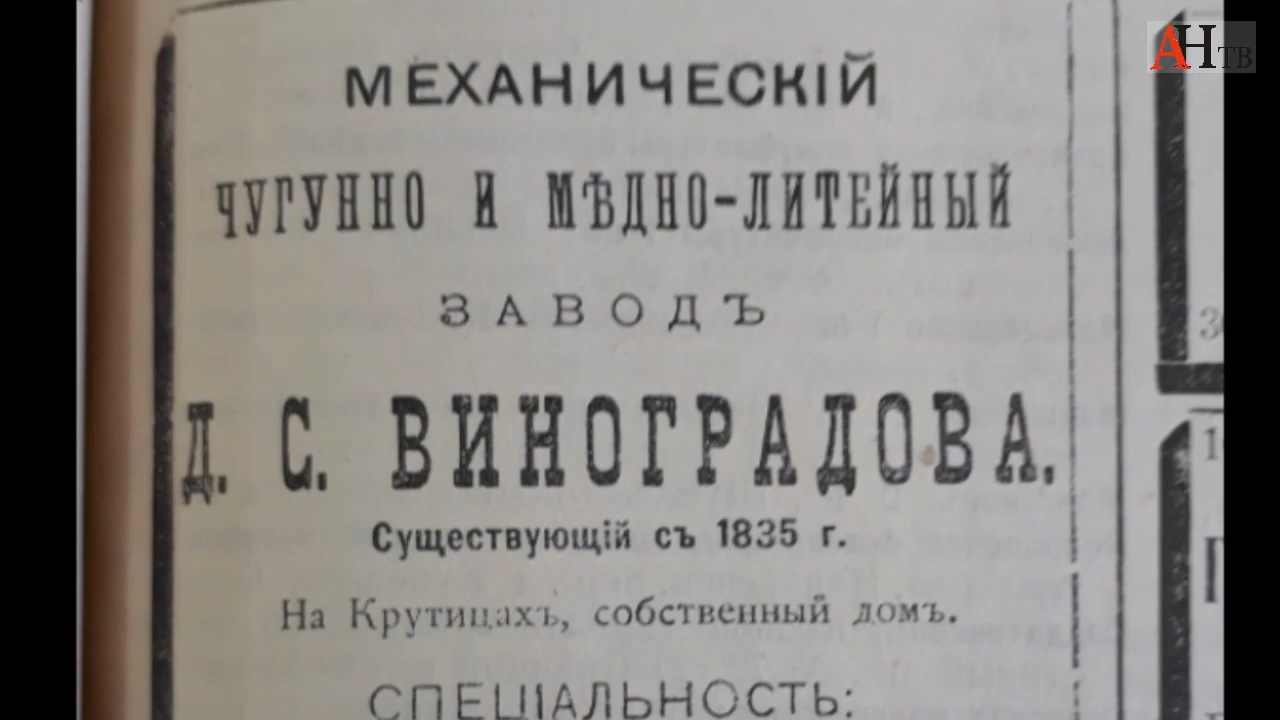 АНТВ
МЕХАНИЧЕСКІЙ
ЧУГУННО И МѢДНО-ЛИТЕЙНЫЙ
ЗАВОДЪ
Д. С. ВИНОГРАДОВА.
Существующій съ 1835 г.
На Крутицахъ, собственный домъ.
СПЕЦІАЛЬНОСТЬ: